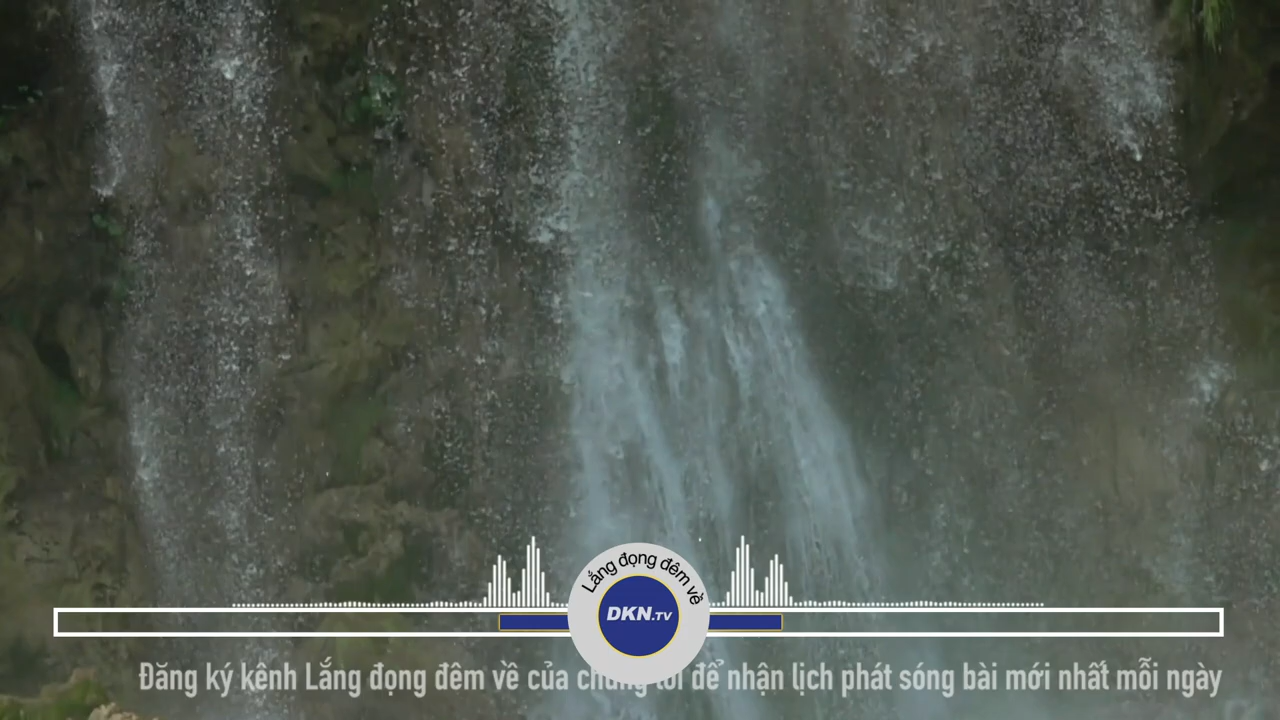 Lắng đọng đêm về
DKN.TV
Đăng ký kênh Lắng đọng đêm về của chúng tôi để nhận lịch phát sóng bài mới nhất mỗi ngày